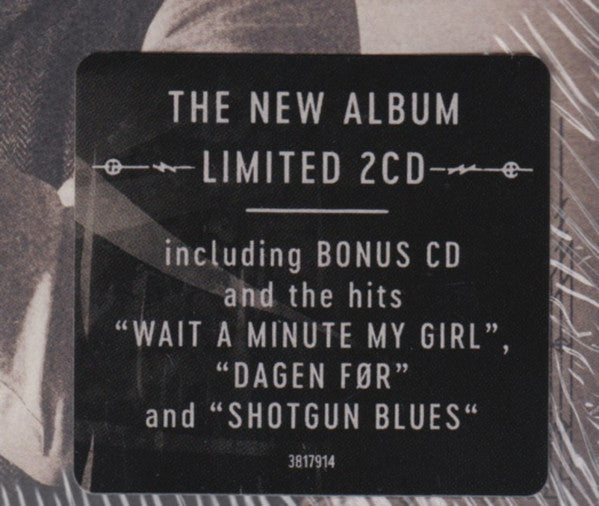 THE NEW ALBUM
LIMITED 2CD
including BONUS CD
and the hits
“WAIT A MINUTE MY GIRL”,
“DAGEN FØR”
and “SHOTGUN BLUES“
3817914